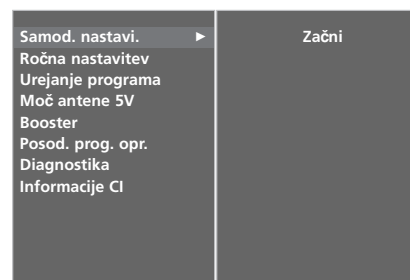 Samod. nastavi. ►
Začni
Ročna nastavitev
Urejanje programa
Moč antene 5V
Booster
Posod. prog. opr.
Diagnostika
Informacije CI